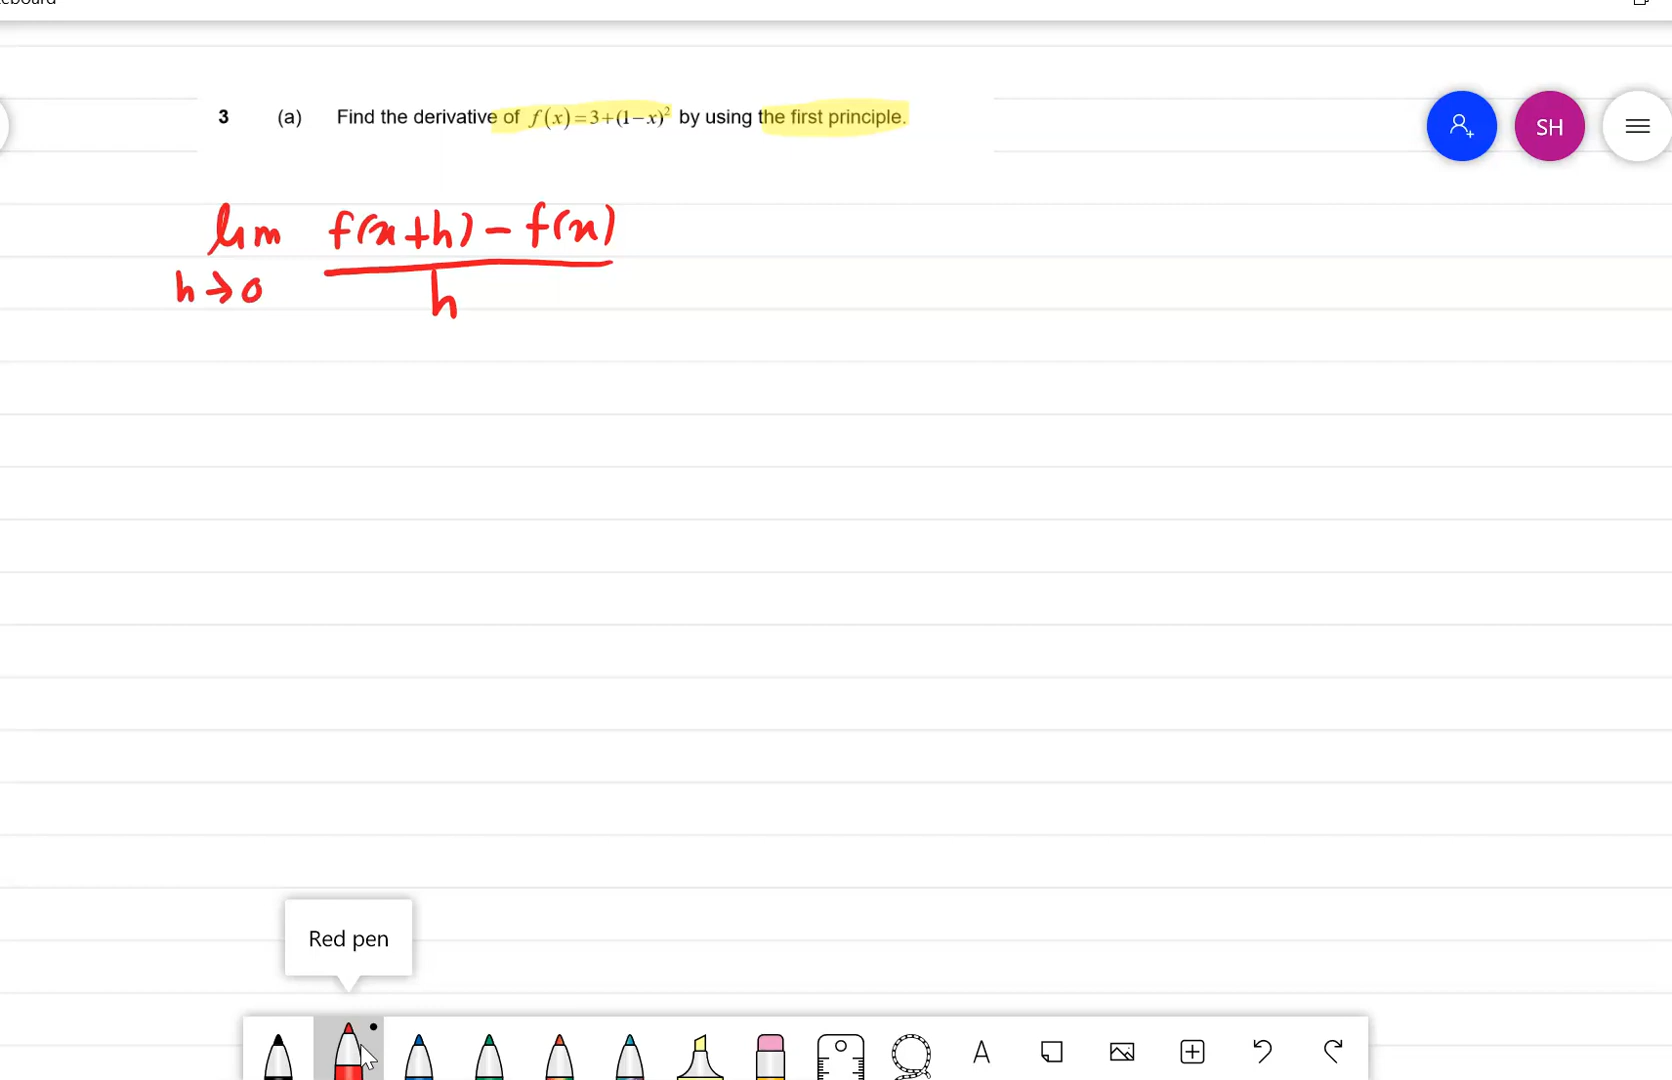 3 (a) Find the derivative of f(x)=3+(1−x)² by using the first principle.
SH
lim f(x+h) − f(x)
h→0 h
Red pen
A